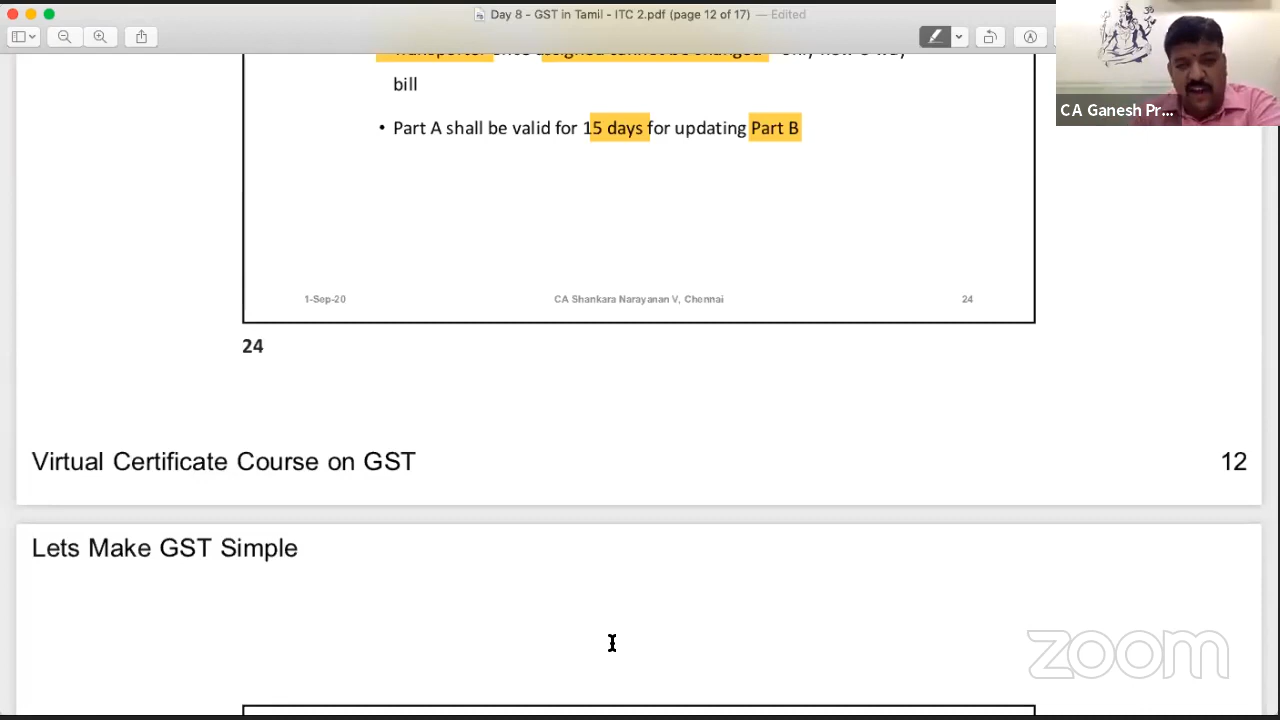 Day 8 - GST in Tamil - ITC 2.pdf (page 12 of 17) — Edited
CA Ganesh Pr...
bill
• Part A shall be valid for 15 days for updating Part B
1-Sep-20
CA Shankara Narayanan V, Chennai
24
24
Virtual Certificate Course on GST
12
Lets Make GST Simple
zoom